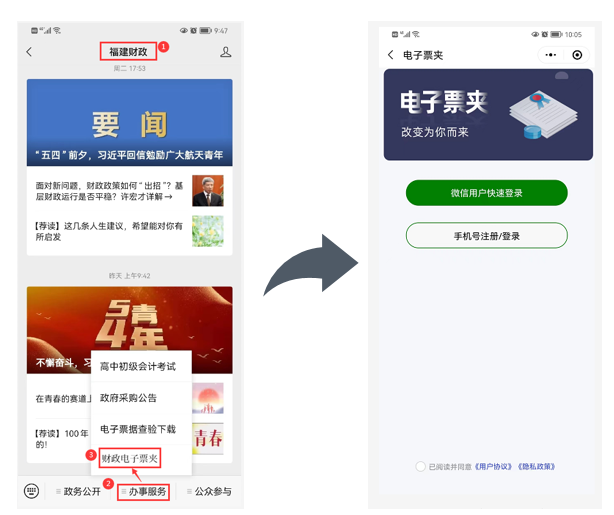 9:47
福建财政
1
周二 17:53
要 闻
“五四”前夕，习近平回信勉励广大航天青年
面对新问题，财政政策如何“出招”？基
层财政运行是否平稳？许宏才详解→
【荐读】这几条人生建议，希望能对你有
所启发
昨天 上午9:42
5青
4年
不懈奋斗，习
高中初级会计考试
在青春的赛道上
政府采购公告
电子票据查验下载
【荐读】100年
的！
青春
3
财政电子票夹
2
政务公开
办事服务
公众参与
10:05
电子票夹
电子票夹
改变为你而来
微信用户快速登录
手机号注册/登录
已阅读并同意《用户协议》《隐私政策》